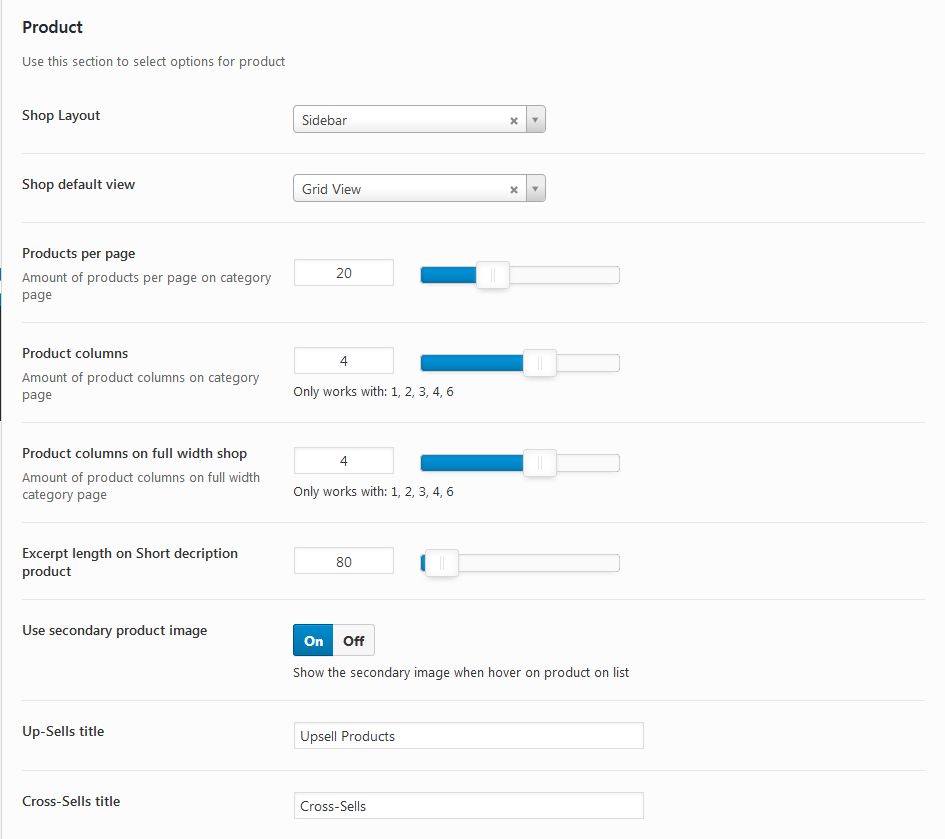 Product
Use this section to select options for product
Shop Layout
Sidebar
Shop default view
Grid View
Products per page
Amount of products per page on category
page
20
Product columns
Amount of product columns on category
page
4
Only works with: 1, 2, 3, 4, 6
Product columns on full width shop
Amount of product columns on full width
category page
4
Only works with: 1, 2, 3, 4, 6
Excerpt length on Short decription
product
80
Use secondary product image
On Off
Show the secondary image when hover on product on list
Up-Sells title
Upsell Products
Cross-Sells title
Cross-Sells